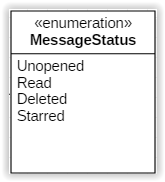 «enumeration»
MessageStatus
Unopened
Read
Deleted
Starred